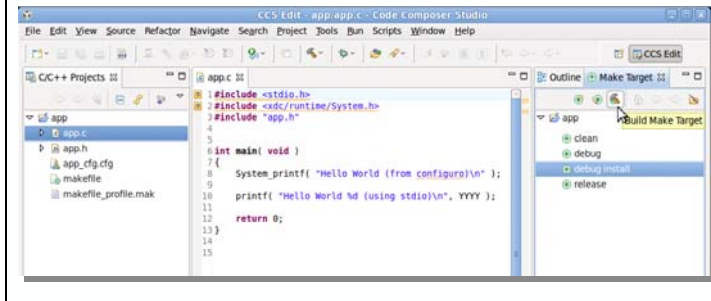 CCS Edit - app/app.c - Code Composer Studio
File Edit View Source Refactor Navigate Search Project Tools Run Scripts Window Help
CCS Edit
C/C++ Projects
app
app.c
app.h
app_cfg.cfg
makefile
makefile_profile.mak
app.c
1 #include <stdio.h>
2 #include <xdc/runtime/System.h>
3 #include "app.h"
4
5
6 int main( void )
7 {
8 System_printf( "Hello World (from configuro)\n" );
9
10 printf( "Hello World %d (using stdio)\n", YYYY );
11
12 return 0;
13 }
14
15
Outline Make Target
Build Make Target
app
clean
debug
debug install
release